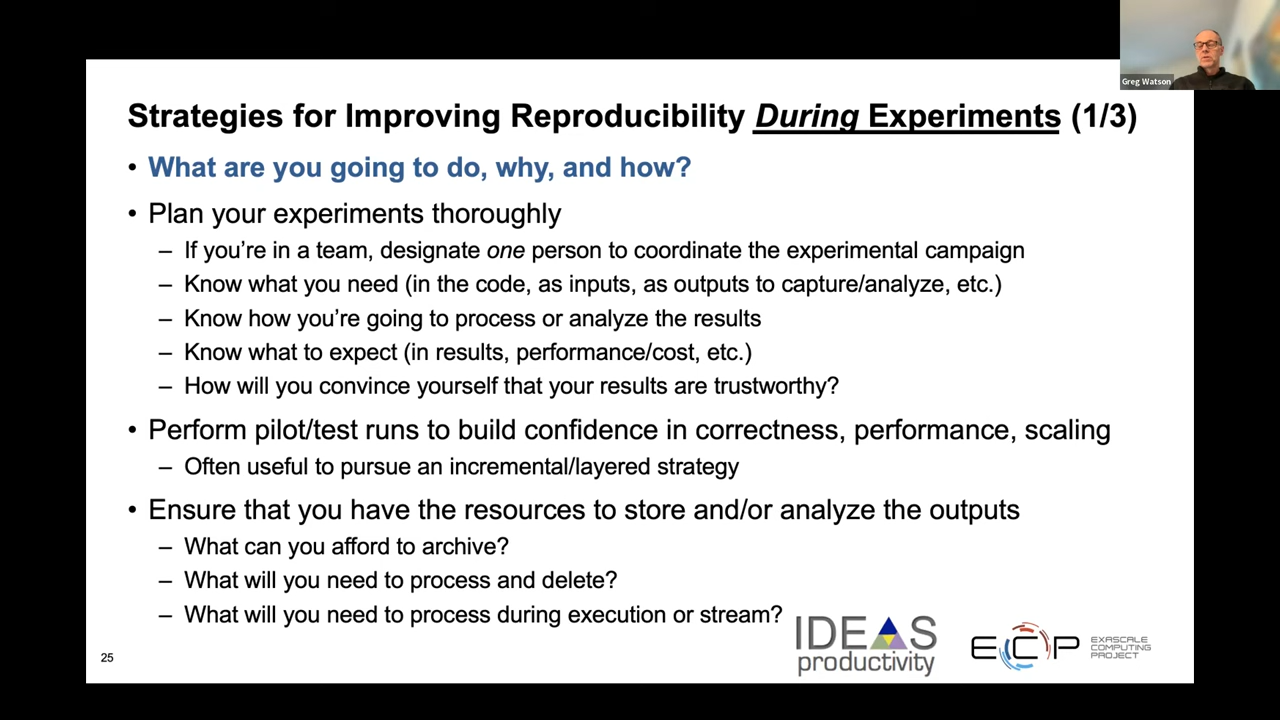 Greg Watson
Strategies for Improving Reproducibility During Experiments (1/3)
• What are you going to do, why, and how?
• Plan your experiments thoroughly
– If you’re in a team, designate one person to coordinate the experimental campaign
– Know what you need (in the code, as inputs, as outputs to capture/analyze, etc.)
– Know how you’re going to process or analyze the results
– Know what to expect (in results, performance/cost, etc.)
– How will you convince yourself that your results are trustworthy?
• Perform pilot/test runs to build confidence in correctness, performance, scaling
– Often useful to pursue an incremental/layered strategy
• Ensure that you have the resources to store and/or analyze the outputs
– What can you afford to archive?
– What will you need to process and delete?
– What will you need to process during execution or stream?
25
IDEAS
productivity
ECP
EXASCALE
COMPUTING
PROJECT